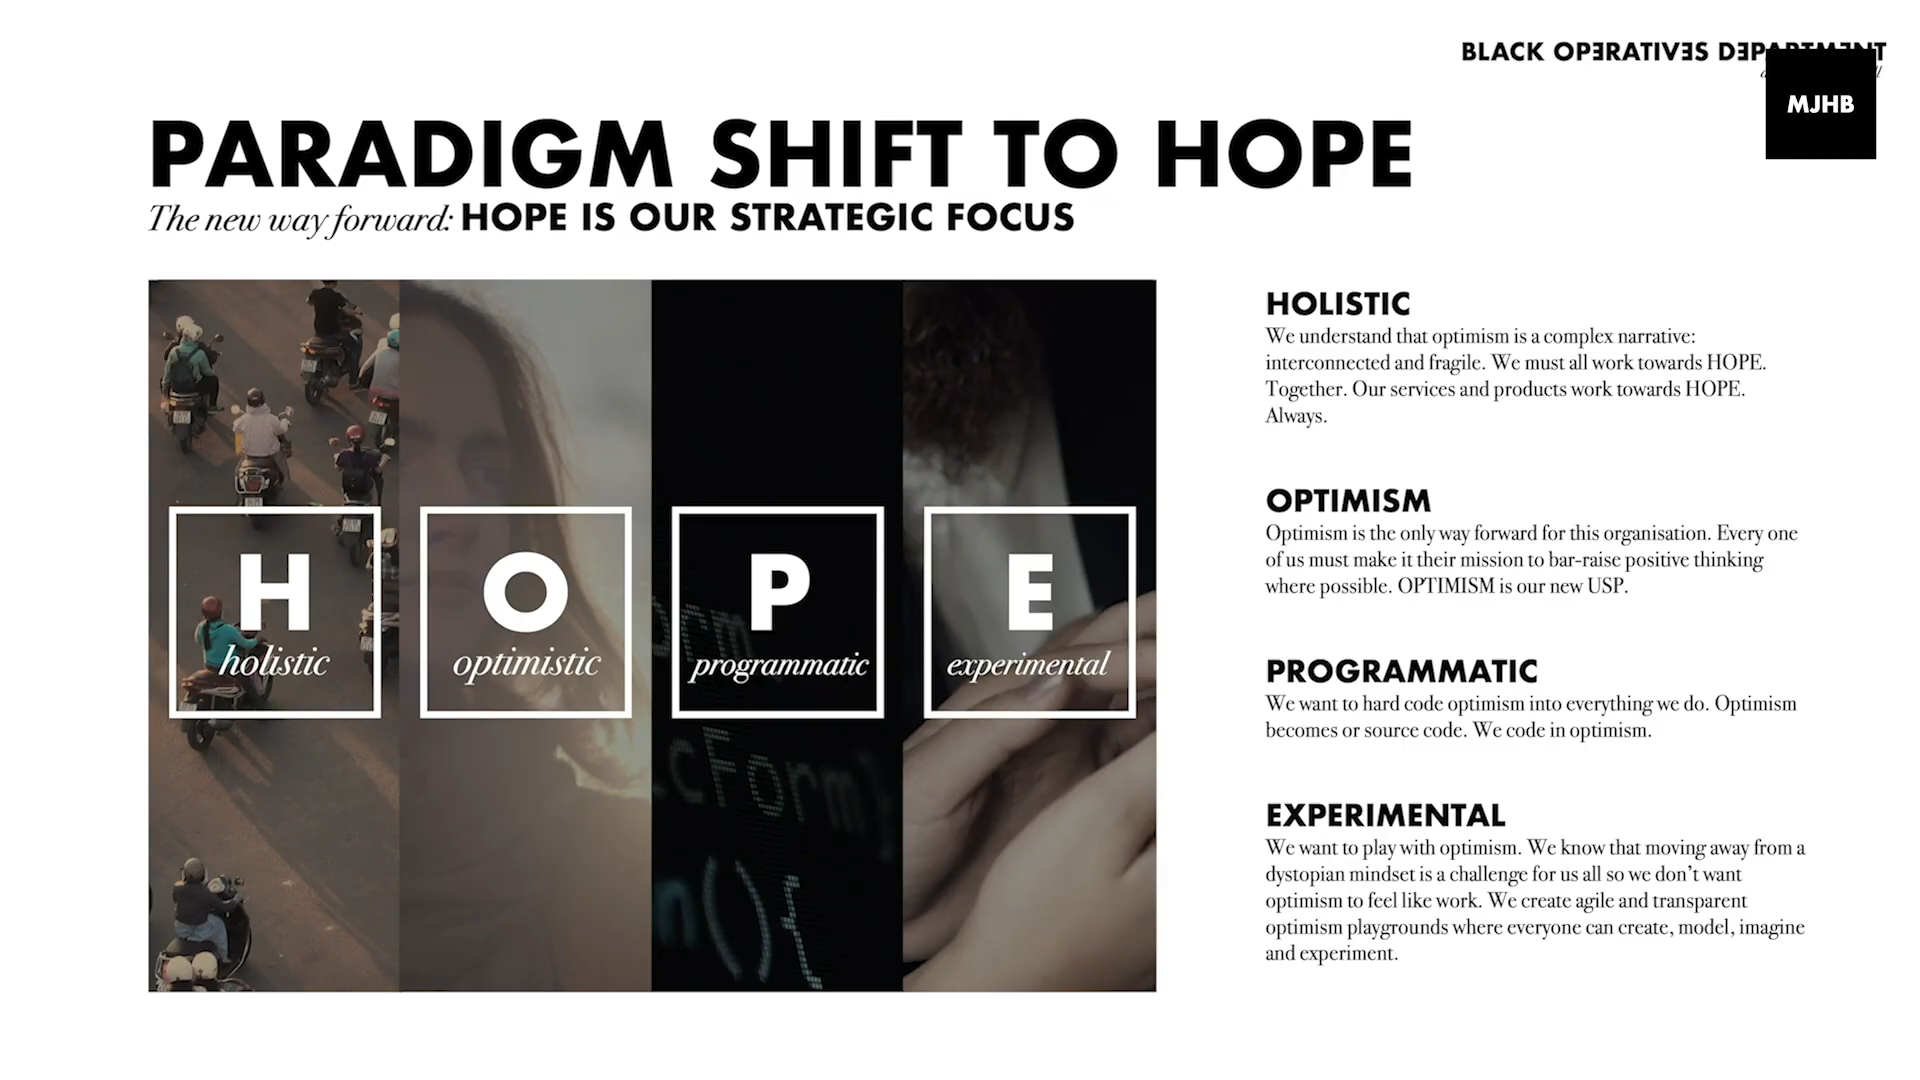 BLACK OPƎRATIVƎS DƎPARTMƎNT
MJHB
PARADIGM SHIFT TO HOPE
The new way forward: HOPE IS OUR STRATEGIC FOCUS
H
holistic
O
optimistic
P
programmatic
E
experimental
cForm}
(){
HOLISTIC
We understand that optimism is a complex narrative:
interconnected and fragile. We must all work towards HOPE.
Together. Our services and products work towards HOPE.
Always.
OPTIMISM
Optimism is the only way forward for this organisation. Every one
of us must make it their mission to bar-raise positive thinking
where possible. OPTIMISM is our new USP.
PROGRAMMATIC
We want to hard code optimism into everything we do. Optimism
becomes or source code. We code in optimism.
EXPERIMENTAL
We want to play with optimism. We know that moving away from a
dystopian mindset is a challenge for us all so we don’t want
optimism to feel like work. We create agile and transparent
optimism playgrounds where everyone can create, model, imagine
and experiment.